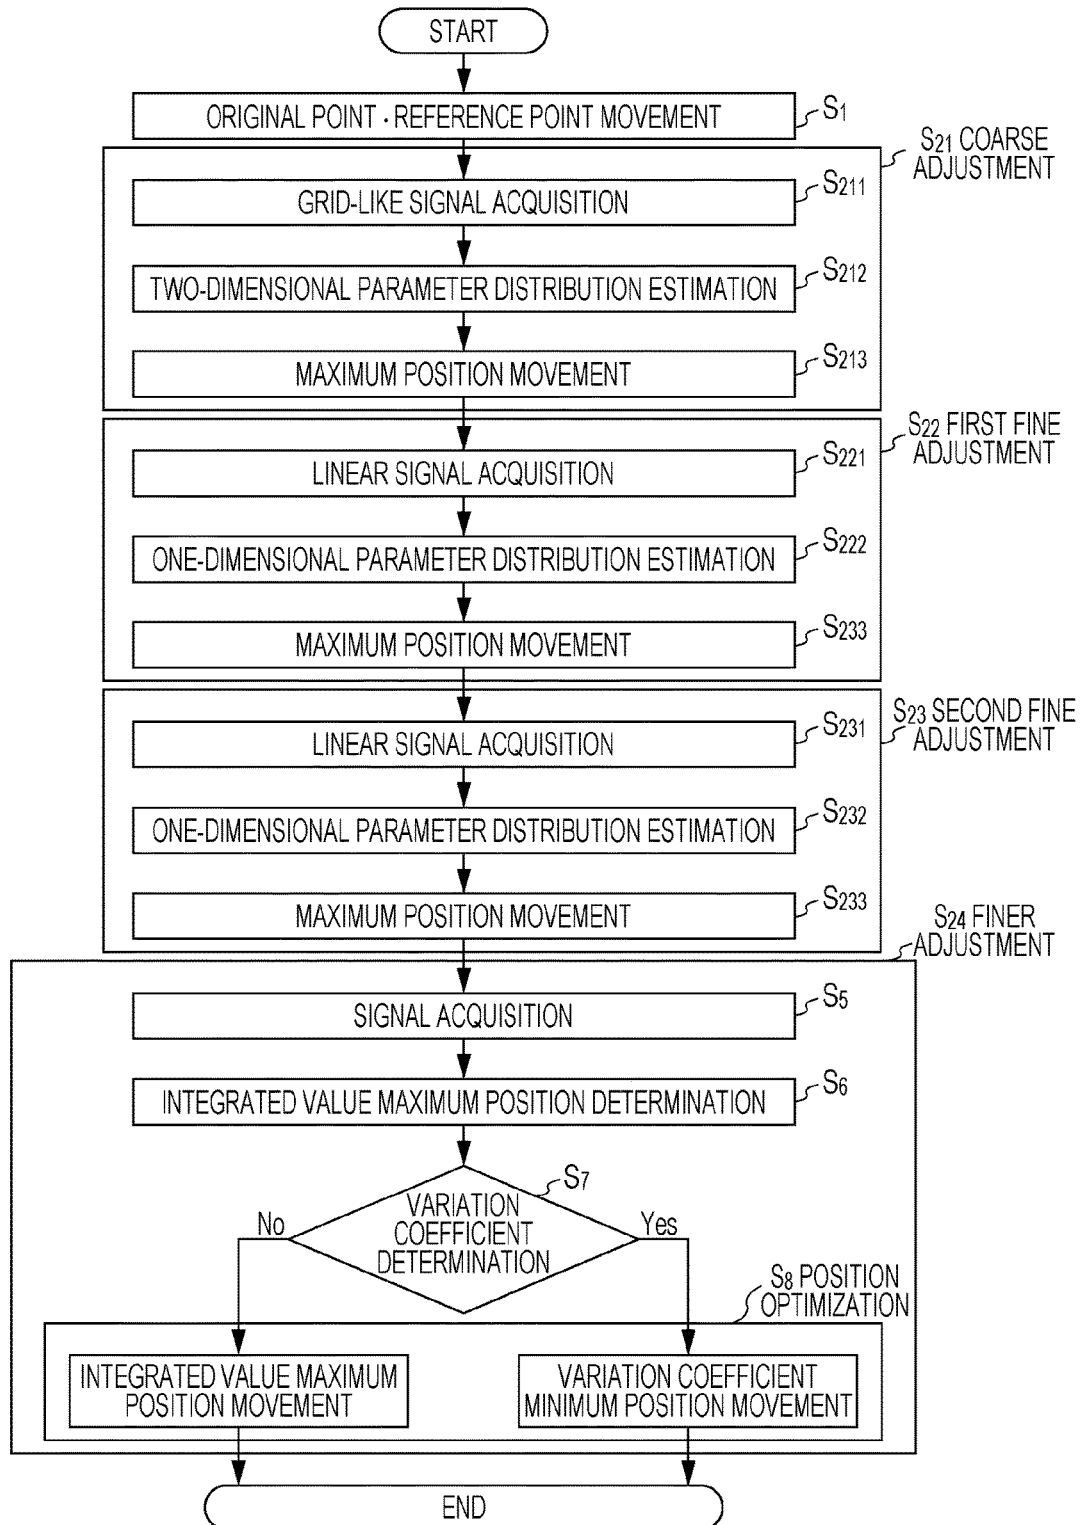 START
ORIGINAL POINT · REFERENCE POINT MOVEMENT
S1
S21 COARSE
ADJUSTMENT
GRID-LIKE SIGNAL ACQUISITION
S211
TWO-DIMENSIONAL PARAMETER DISTRIBUTION ESTIMATION
S212
MAXIMUM POSITION MOVEMENT
S213
S22 FIRST FINE
ADJUSTMENT
LINEAR SIGNAL ACQUISITION
S221
ONE-DIMENSIONAL PARAMETER DISTRIBUTION ESTIMATION
S222
MAXIMUM POSITION MOVEMENT
S233
S23 SECOND FINE
ADJUSTMENT
LINEAR SIGNAL ACQUISITION
S231
ONE-DIMENSIONAL PARAMETER DISTRIBUTION ESTIMATION
S232
MAXIMUM POSITION MOVEMENT
S233
S24 FINER
ADJUSTMENT
SIGNAL ACQUISITION
S5
INTEGRATED VALUE MAXIMUM POSITION DETERMINATION
S6
S7
VARIATION
COEFFICIENT
DETERMINATION
No
Yes
S8 POSITION
OPTIMIZATION
INTEGRATED VALUE MAXIMUM
POSITION MOVEMENT
VARIATION COEFFICIENT
MINIMUM POSITION MOVEMENT
END